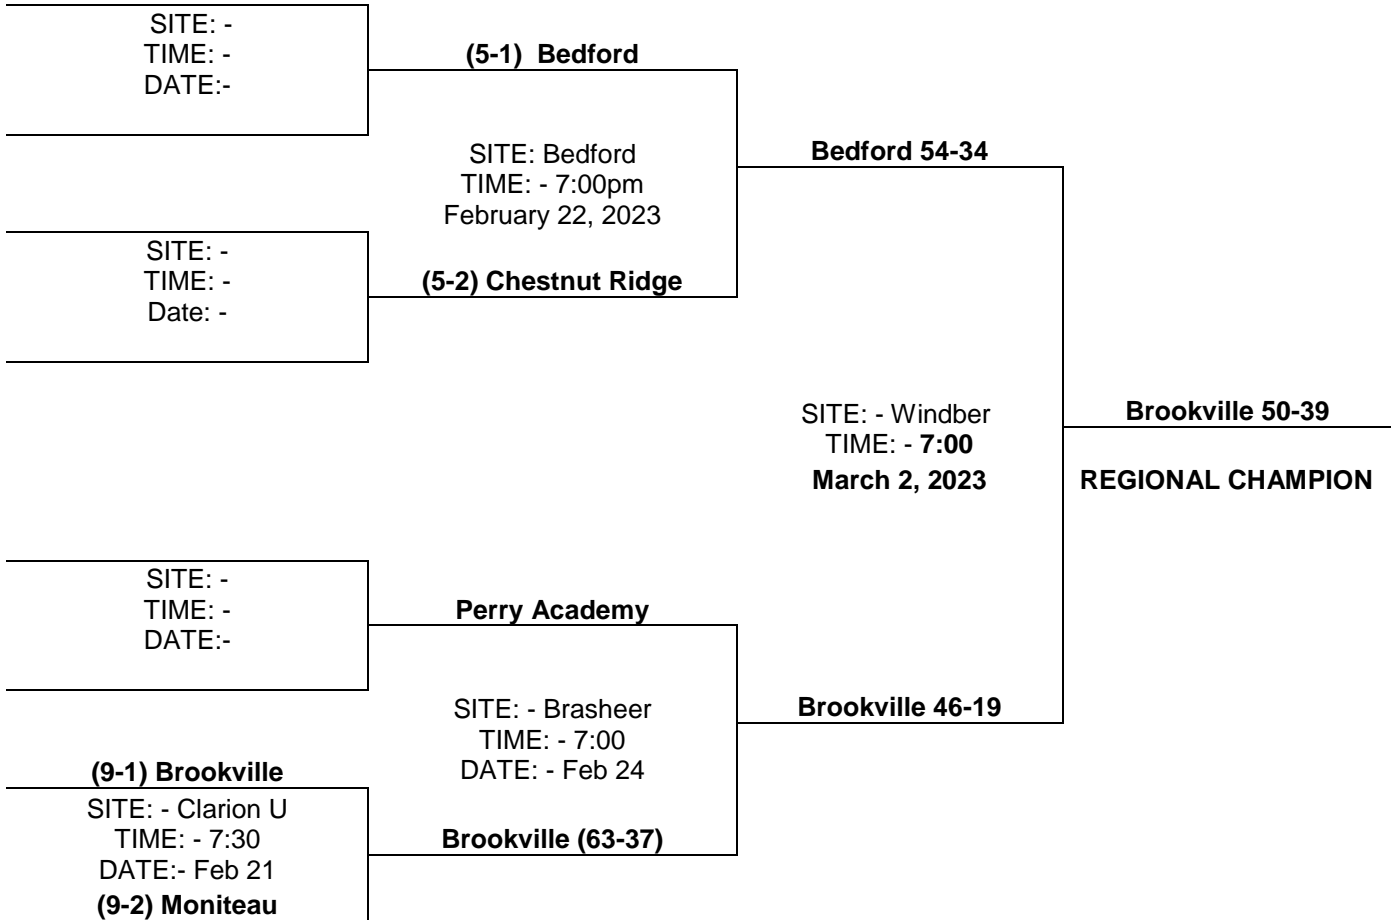 SITE: -
TIME: -
DATE:-
(5-1)  Bedford
SITE: Bedford
TIME: - 7:00pm
February 22, 2023
Bedford 54-34
SITE: -
TIME: -
Date: -
(5-2) Chestnut Ridge
SITE: - Windber
TIME: - 7:00
March 2, 2023
Brookville 50-39
REGIONAL CHAMPION
SITE: -
TIME: -
DATE:-
Perry Academy
SITE: - Brasheer
TIME: - 7:00
DATE: - Feb 24
Brookville 46-19
(9-1) Brookville
SITE: - Clarion U
TIME: - 7:30
DATE:- Feb 21
(9-2) Moniteau
Brookville (63-37)